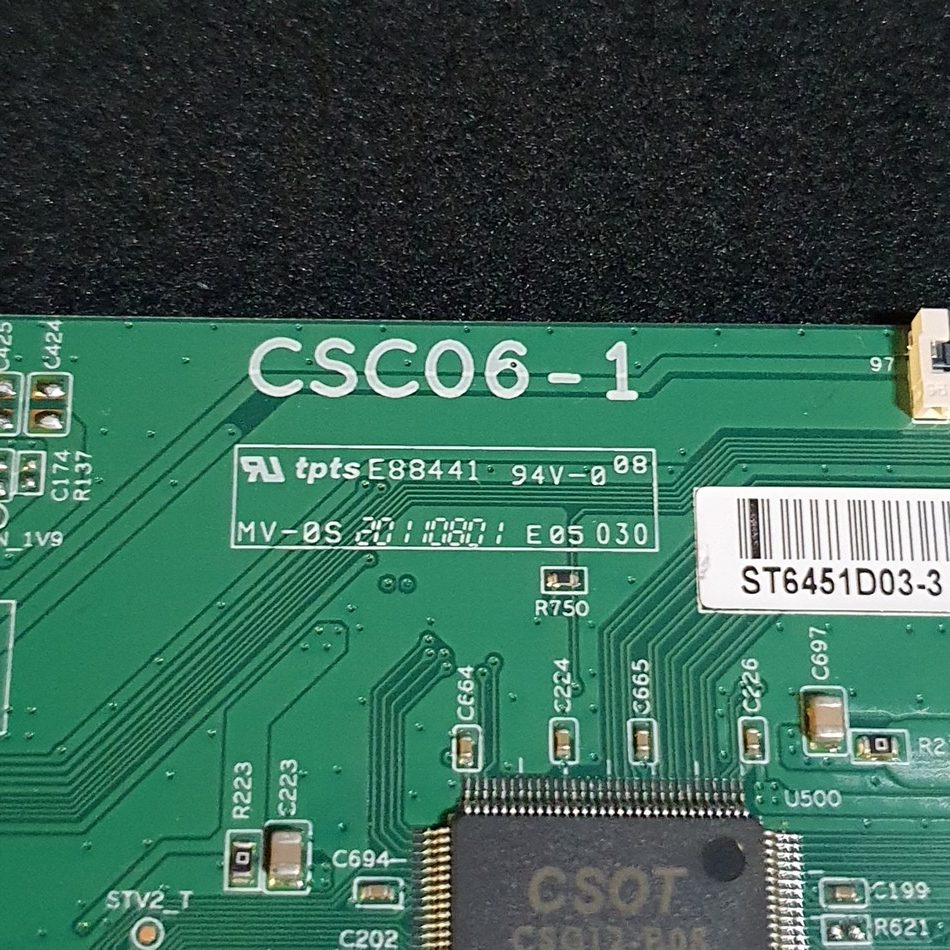 C425
C424
CSC06-1
97
tpts E88441 94V-0 08
MV-0S 20110801 E05 030
C174
R137
_1V9
ST6451D03-3
R750
C697
C664
C224
C665
C226
R2
R223
C223
U500
C694
CSOT
STV2_T
C199
R621
C202